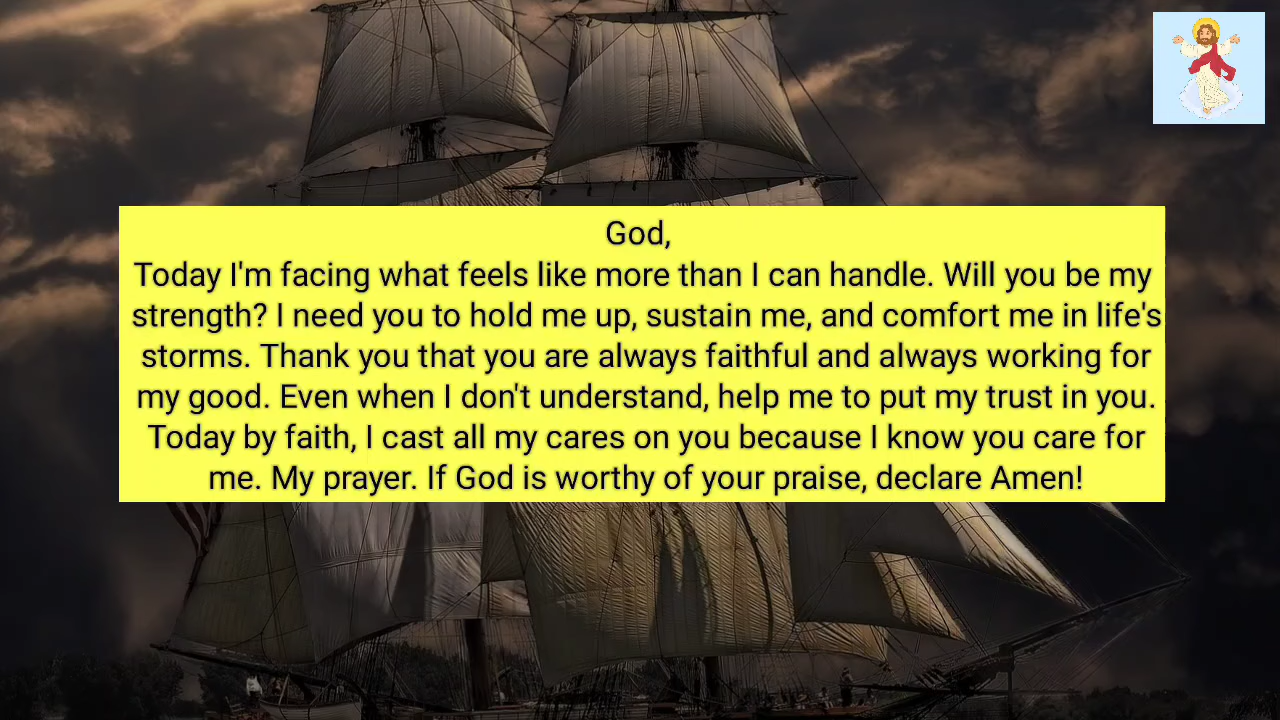 God,
Today I'm facing what feels like more than I can handle. Will you be my
strength? I need you to hold me up, sustain me, and comfort me in life's
storms. Thank you that you are always faithful and always working for
my good. Even when I don't understand, help me to put my trust in you.
Today by faith, I cast all my cares on you because I know you care for
me. My prayer. If God is worthy of your praise, declare Amen!